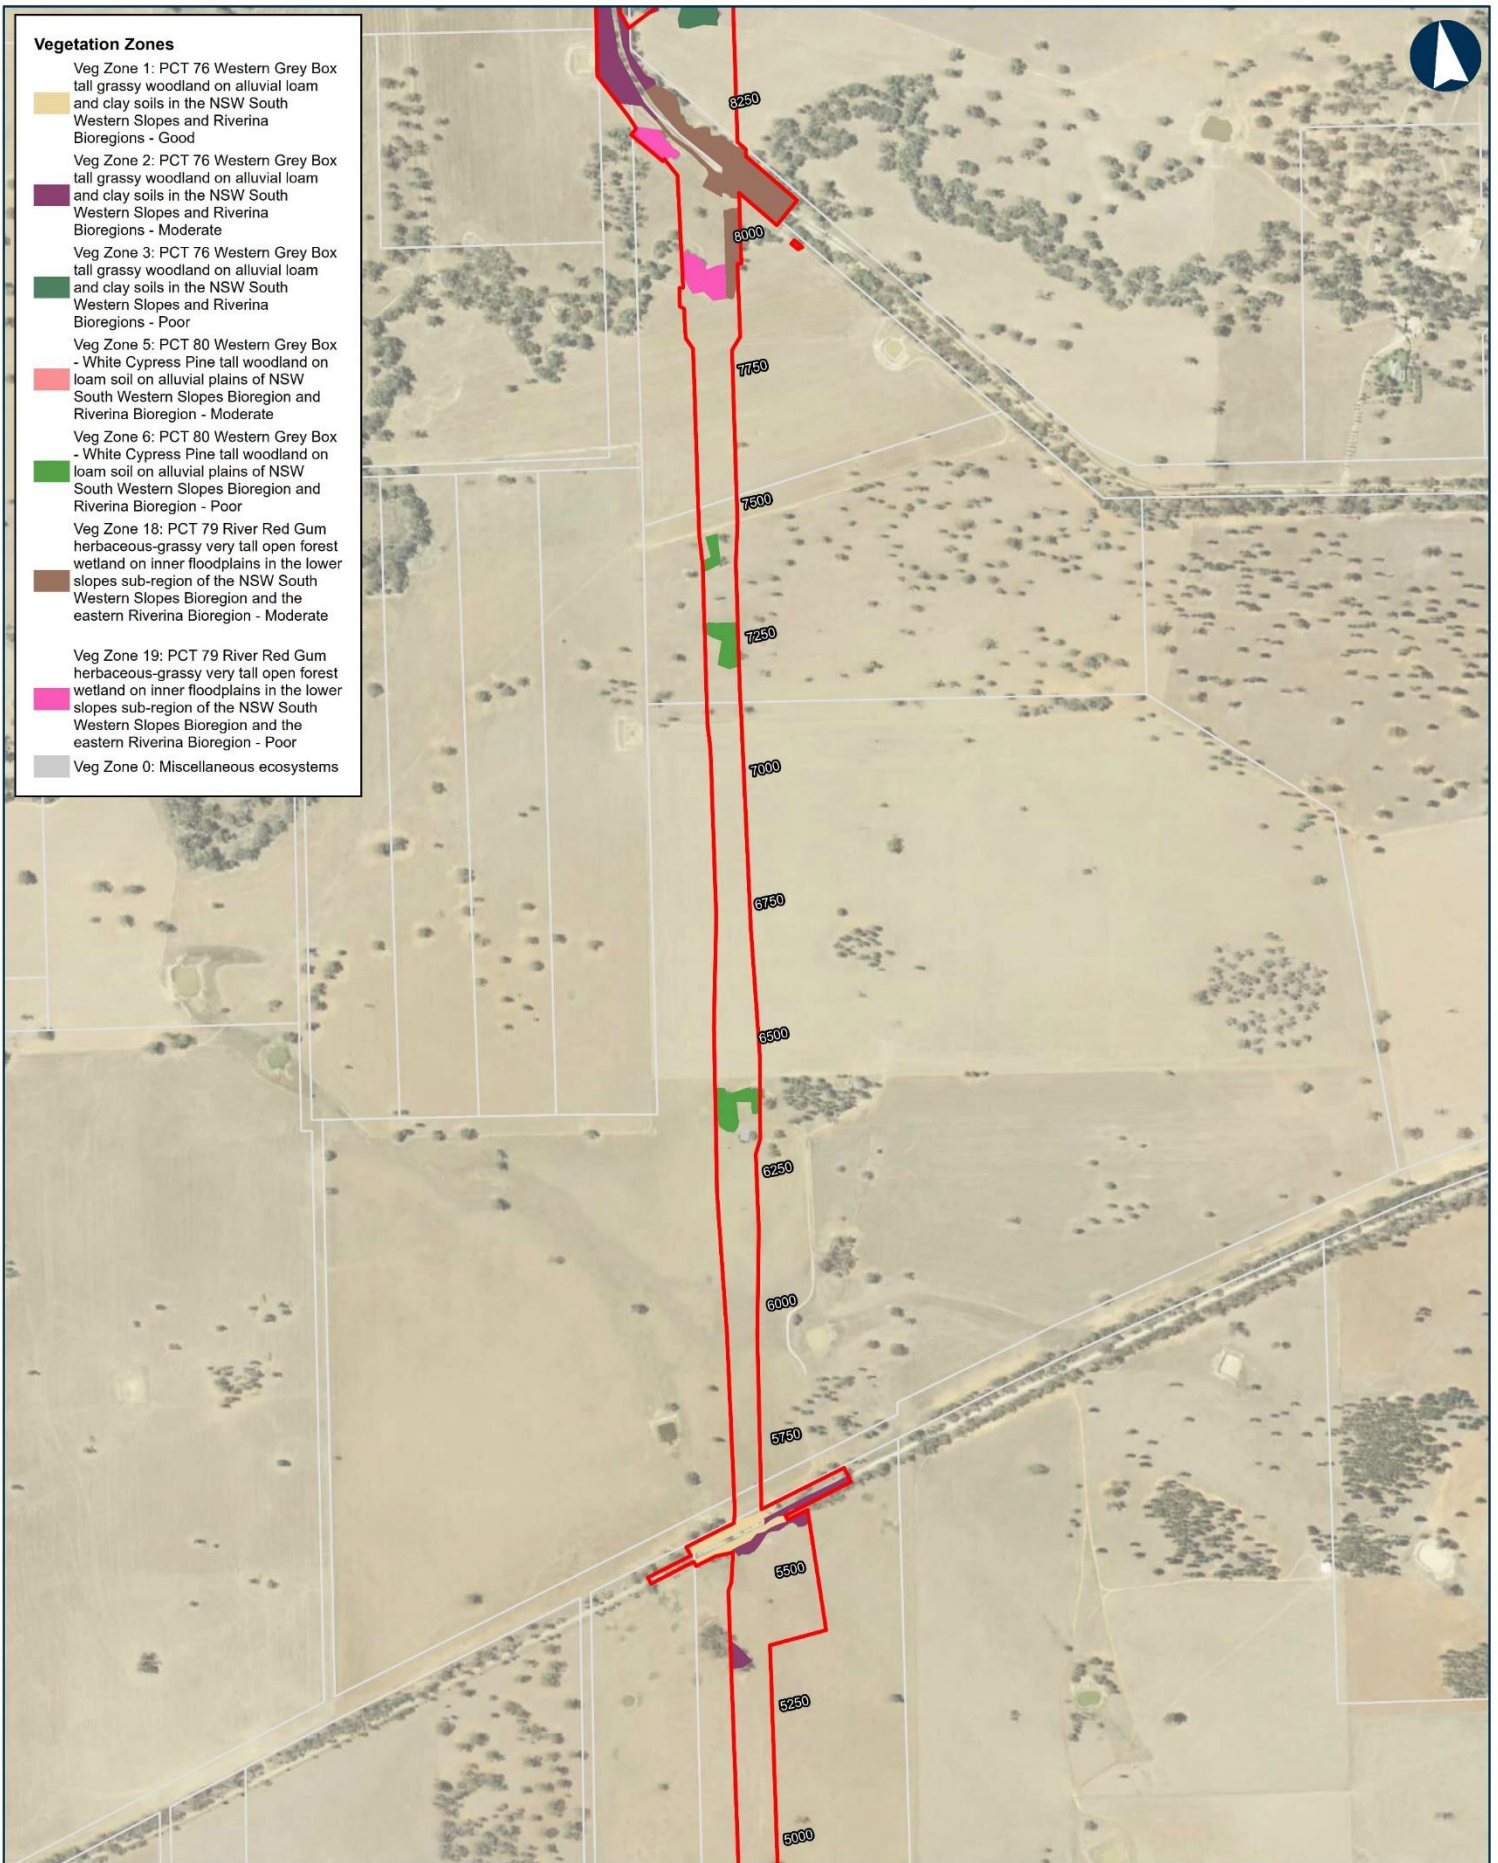 Vegetation Zones
Veg Zone 1: PCT 76 Western Grey Box
tall grassy woodland on alluvial loam
and clay soils in the NSW South
Western Slopes and Riverina
Bioregions - Good
Veg Zone 2: PCT 76 Western Grey Box
tall grassy woodland on alluvial loam
and clay soils in the NSW South
Western Slopes and Riverina
Bioregions - Moderate
Veg Zone 3: PCT 76 Western Grey Box
tall grassy woodland on alluvial loam
and clay soils in the NSW South
Western Slopes and Riverina
Bioregions - Poor
Veg Zone 5: PCT 80 Western Grey Box
- White Cypress Pine tall woodland on
loam soil on alluvial plains of NSW
South Western Slopes Bioregion and
Riverina Bioregion - Moderate
Veg Zone 6: PCT 80 Western Grey Box
- White Cypress Pine tall woodland on
loam soil on alluvial plains of NSW
South Western Slopes Bioregion and
Riverina Bioregion - Poor
Veg Zone 18: PCT 79 River Red Gum
herbaceous-grassy very tall open forest
wetland on inner floodplains in the lower
slopes sub-region of the NSW South
Western Slopes Bioregion and the
eastern Riverina Bioregion - Moderate
Veg Zone 19: PCT 79 River Red Gum
herbaceous-grassy very tall open forest
wetland on inner floodplains in the lower
slopes sub-region of the NSW South
Western Slopes Bioregion and the
eastern Riverina Bioregion - Poor
Veg Zone 0: Miscellaneous ecosystems
8250
8000
7750
7500
7250
7000
6750
6500
6250
6000
5750
5500
5250
5000